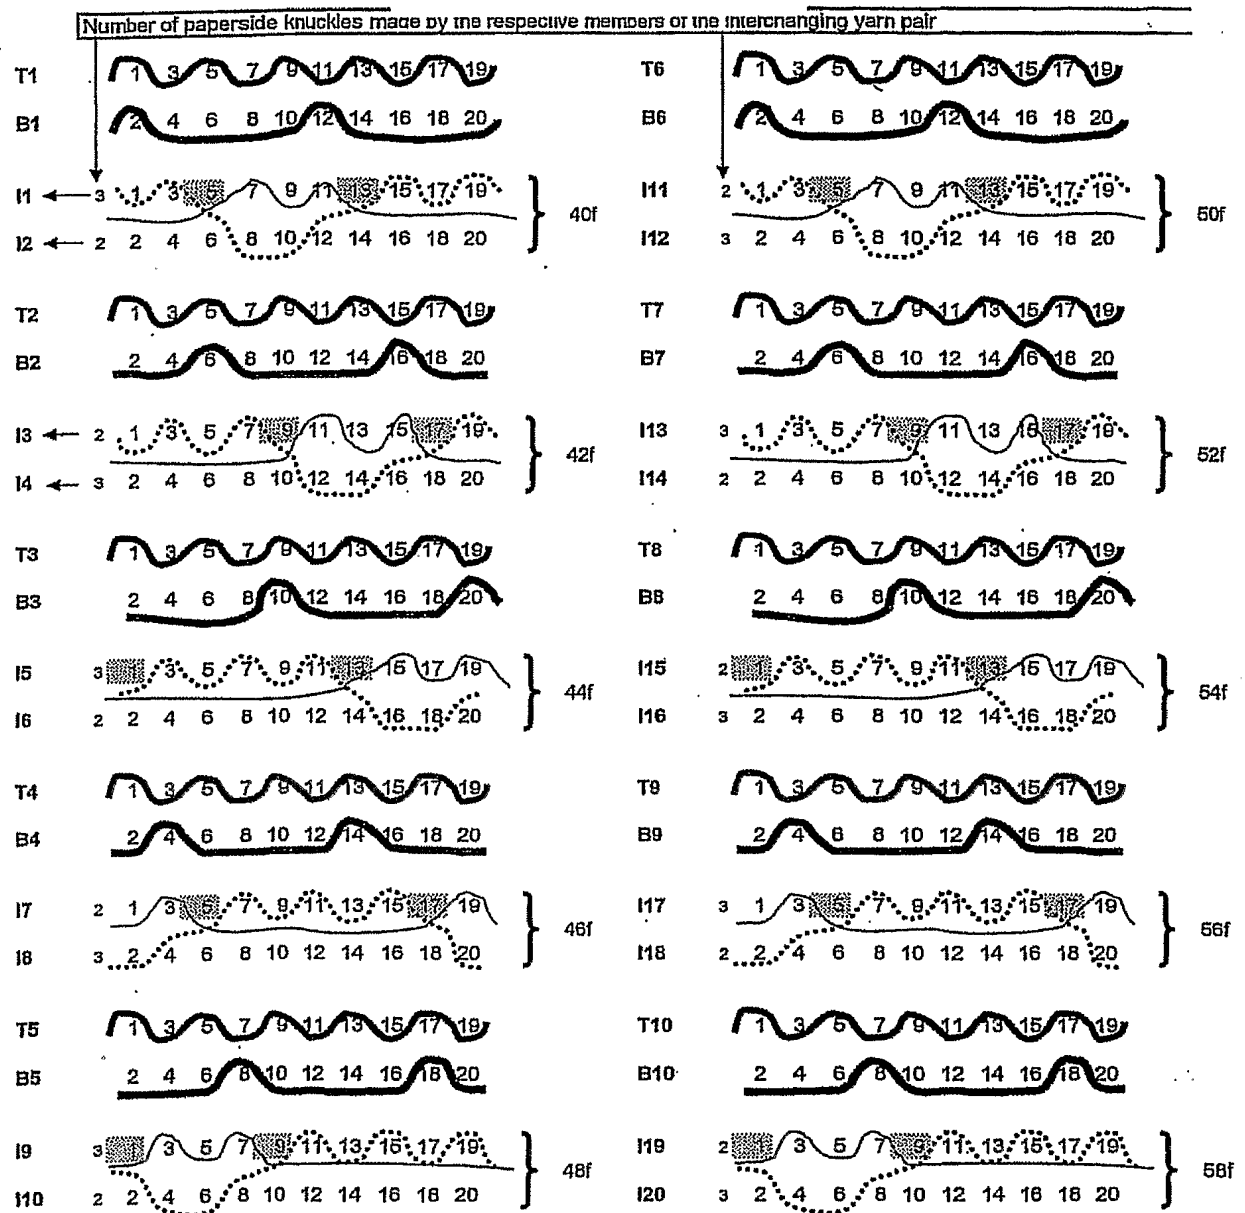 Number of paperside knuckles made by the respective members of the interchanging yarn pair
T1 1 3 5 7 9 11 13 15 17 19 T6 1 3 5 7 9 11 13 15 17 19
B1 2 4 6 8 10 12 14 16 18 20 B6 2 4 6 8 10 12 14 16 18 20
I1 3 1 3 5 7 9 11 13 15 17 19 40f I11 2 1 3 5 7 9 11 13 15 17 19 50f
I2 2 2 4 6 8 10 12 14 16 18 20 I12 3 2 4 6 8 10 12 14 16 18 20
T2 1 3 5 7 9 11 13 15 17 19 T7 1 3 5 7 9 11 13 15 17 19
B2 2 4 6 8 10 12 14 16 18 20 B7 2 4 6 8 10 12 14 16 18 20
I3 2 1 3 5 7 9 11 13 15 17 19 42f I13 3 1 3 5 7 9 11 13 15 17 19 52f
I4 3 2 4 6 8 10 12 14 16 18 20 I14 2 2 4 6 8 10 12 14 16 18 20
T3 1 3 5 7 9 11 13 15 17 19 T8 1 3 5 7 9 11 13 15 17 19
B3 2 4 6 8 10 12 14 16 18 20 B8 2 4 6 8 10 12 14 16 18 20
I5 3 1 3 5 7 9 11 13 15 17 19 44f I15 2 1 3 5 7 9 11 13 15 17 19 54f
I6 2 2 4 6 8 10 12 14 16 18 20 I16 3 2 4 6 8 10 12 14 16 18 20
T4 1 3 5 7 9 11 13 15 17 19 T9 1 3 5 7 9 11 13 15 17 19
B4 2 4 6 8 10 12 14 16 18 20 B9 2 4 6 8 10 12 14 16 18 20
I7 2 1 3 5 7 9 11 13 15 17 19 46f I17 3 1 3 5 7 9 11 13 15 17 19 56f
I8 3 2 4 6 8 10 12 14 16 18 20 I18 2 2 4 6 8 10 12 14 16 18 20
T5 1 3 5 7 9 11 13 15 17 19 T10 1 3 5 7 9 11 13 15 17 19
B5 2 4 6 8 10 12 14 16 18 20 B10 2 4 6 8 10 12 14 16 18 20
I9 3 1 3 5 7 9 11 13 15 17 19 48f I19 2 1 3 5 7 9 11 13 15 17 19 58f
I10 2 2 4 6 8 10 12 14 16 18 20 I20 3 2 4 6 8 10 12 14 16 18 20